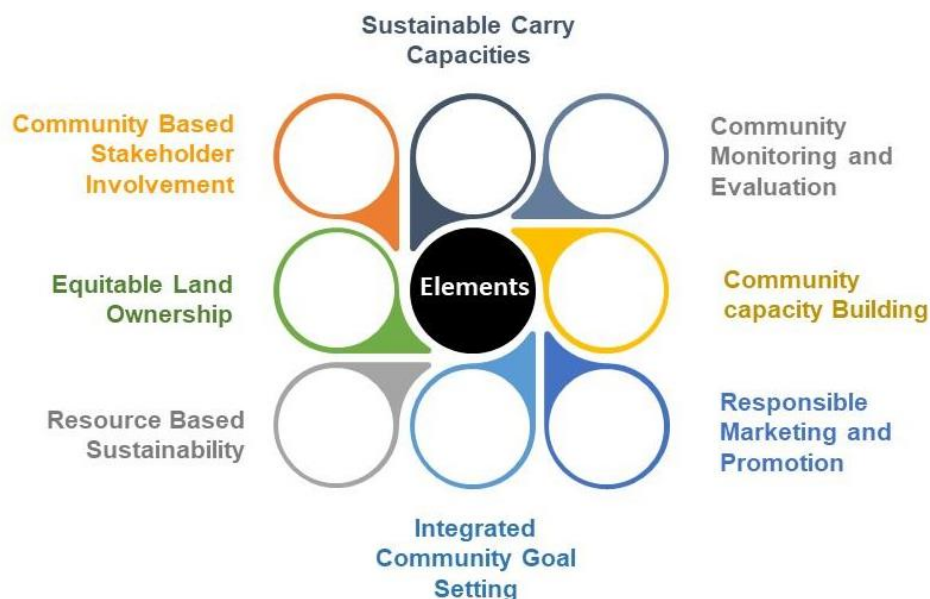 Sustainable Carry
Capacities
Community Based
Stakeholder
Involvement
Community
Monitoring and
Evaluation
Equitable Land
Ownership
Elements
Community
capacity Building
Resource Based
Sustainability
Responsible
Marketing and
Promotion
Integrated
Community Goal
Setting